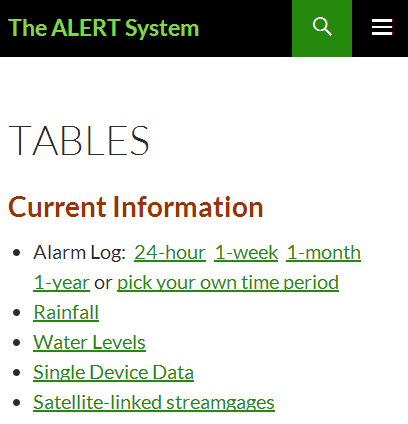 The ALERT System
TABLES
Current Information
Alarm Log: 24-hour 1-week 1-month
1-year or pick your own time period
Rainfall
Water Levels
Single Device Data
Satellite-linked streamgages